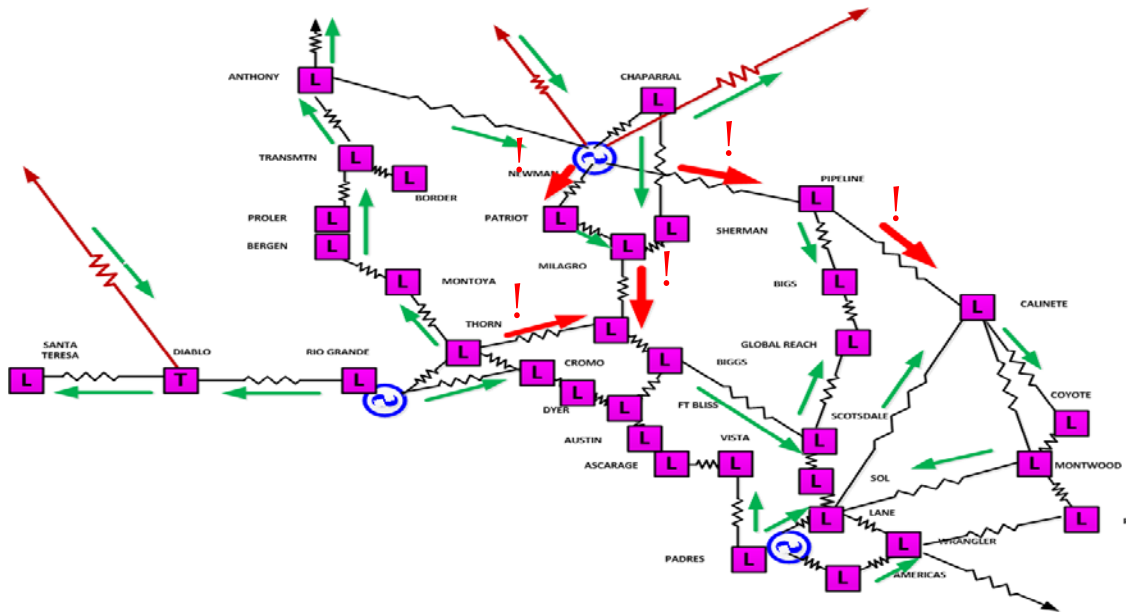 CHAPARRAL
ANTHONY
L
L
!
!
TRANSMTN
L
NEWMAN
L
BORDER
PIPELINE
L
PROLER
L
PATRIOT
L
L
SHERMAN
!
BERGEN
L
MILAGRO
L
!
MONTOYA
L
BIGS
L
CALINETE
L
!
THORN
L
L
GLOBAL REACH
L
SANTA
TERESA
L
DIABLO
T
RIO GRANDE
L
CROMO
L
BIGGS
L
DYER
L
L
FT BLISS
SCOTSDALE
L
COYOTE
L
AUSTIN
L
VISTA
L
ASCARAGE
L
MONTWOOD
L
SOL
L
LANE
L
L
PADRES
L
WRANGLER
L
AMERICAS
L